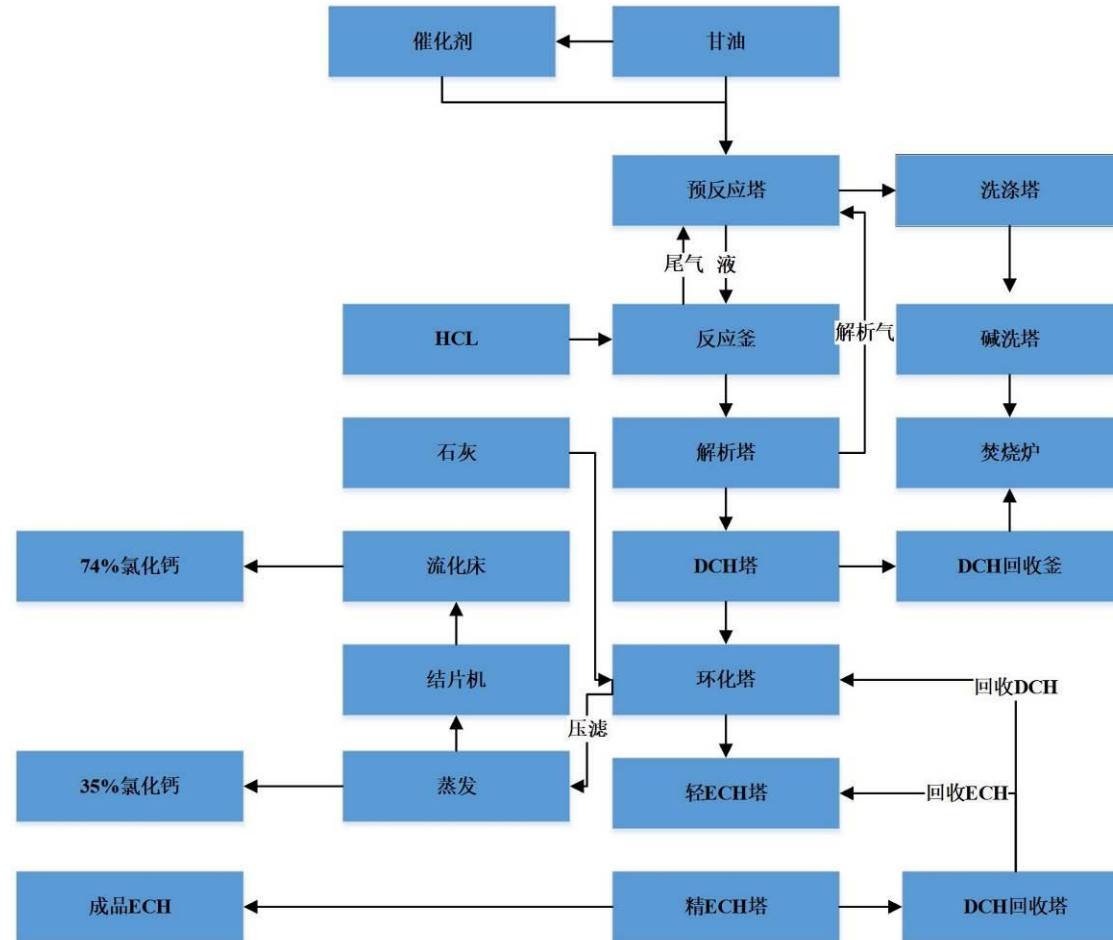 催化剂
甘油
预反应塔
洗涤塔
尾气
液
HCL
反应釜
解析气
碱洗塔
石灰
解析塔
焚烧炉
74%氯化钙
流化床
DCH塔
DCH回收釜
结片机
环化塔
回收DCH
压滤
35%氯化钙
蒸发
轻ECH塔
回收ECH
成品ECH
精ECH塔
DCH回收塔